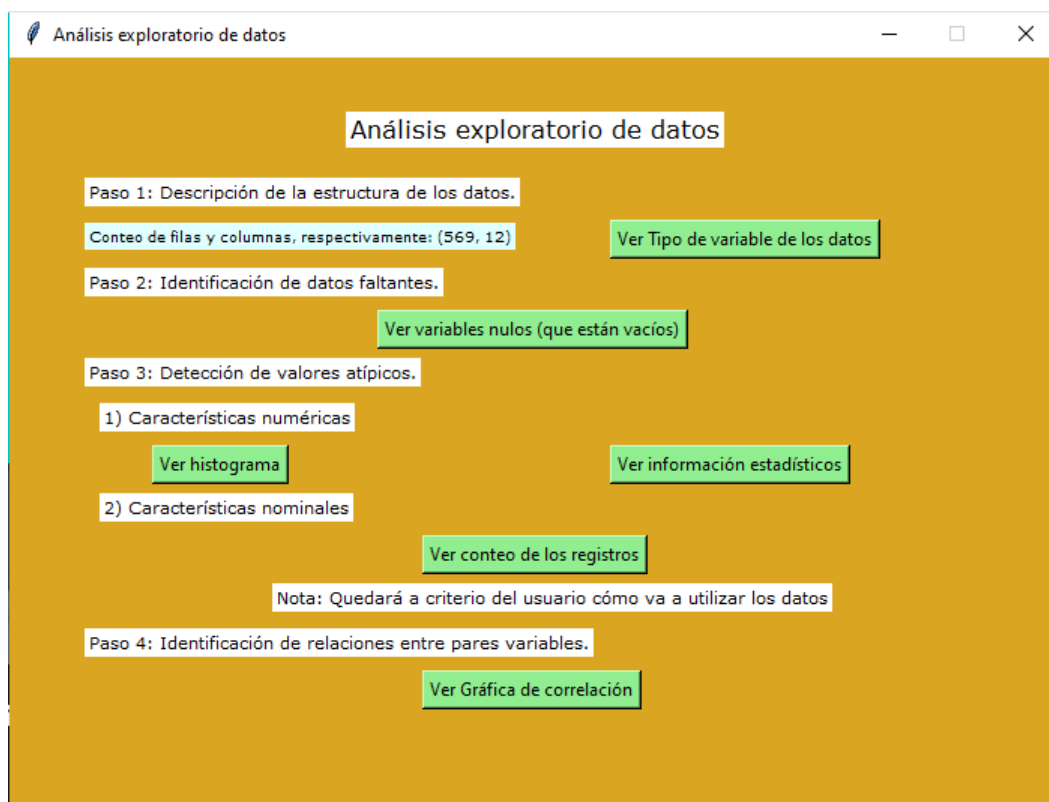 Análisis exploratorio de datos
Análisis exploratorio de datos
Paso 1: Descripción de la estructura de los datos.
Conteo de filas y columnas, respectivamente: (569, 12)
Ver Tipo de variable de los datos
Paso 2: Identificación de datos faltantes.
Ver variables nulos (que están vacíos)
Paso 3: Detección de valores atípicos.
1) Características numéricas
Ver histograma
Ver información estadísticos
2) Características nominales
Ver conteo de los registros
Nota: Quedará a criterio del usuario cómo va a utilizar los datos
Paso 4: Identificación de relaciones entre pares variables.
Ver Gráfica de correlación